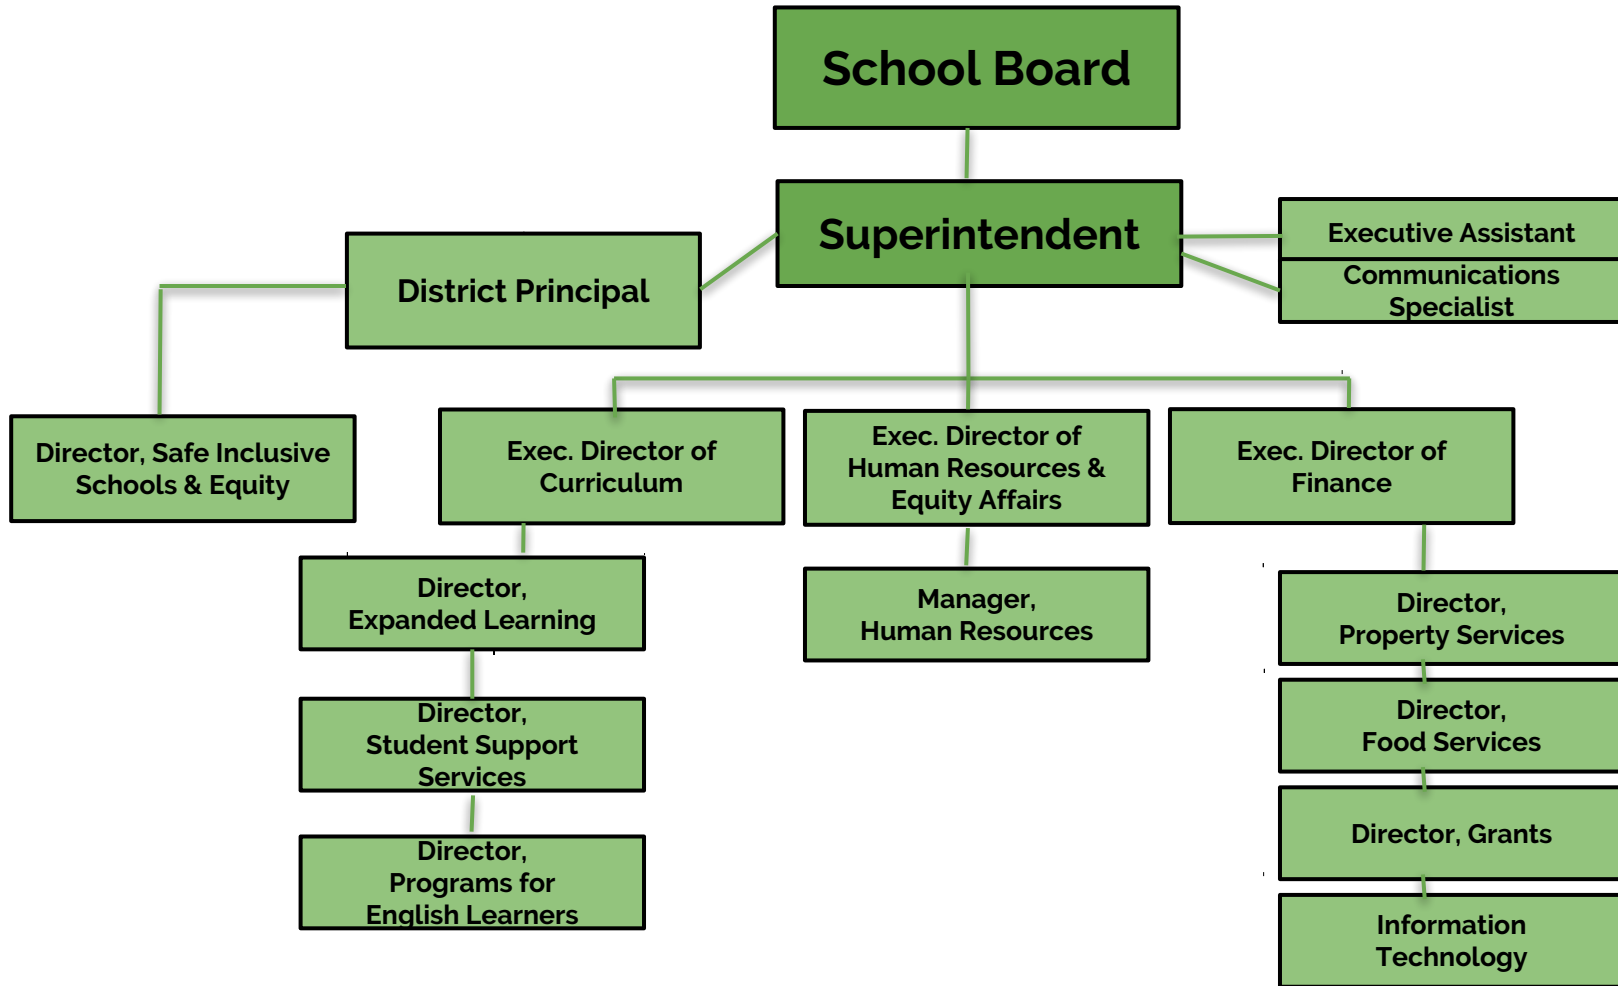 School Board
Superintendent
Executive Assistant
Communications
Specialist
District Principal
Director, Safe Inclusive
Schools & Equity
Exec. Director of
Curriculum
Exec. Director of
Human Resources &
Equity Affairs
Exec. Director of
Finance
Director,
Expanded Learning
Director,
Student Support
Services
Director,
Programs for
English Learners
Manager,
Human Resources
Director,
Property Services
Director,
Food Services
Director, Grants
Information
Technology